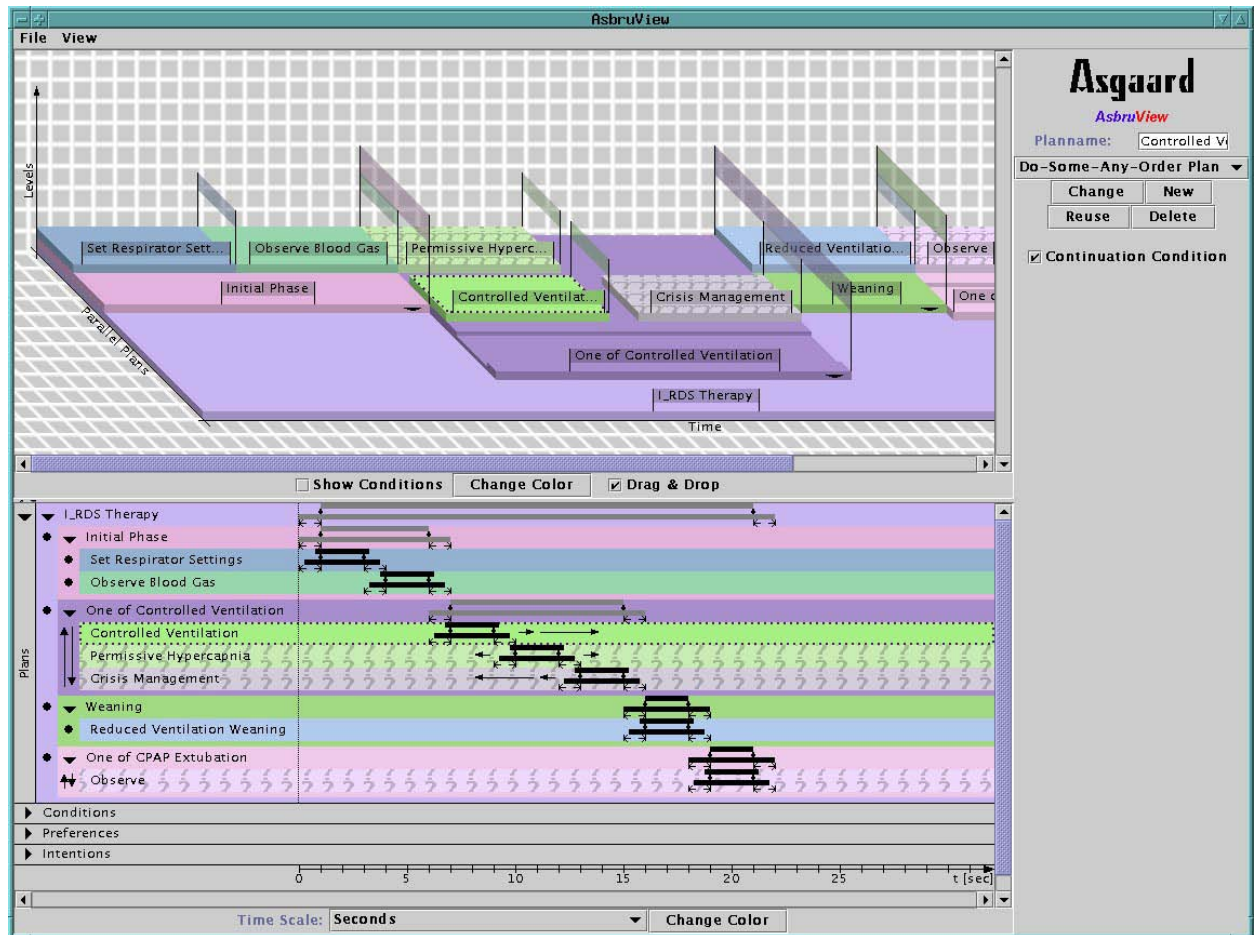 AsbruView
File View
Levels
Set Respirator Sett...
Observe Blood Gas
Permissive Hyperc...
Reduced Ventilatio...
Observe
Initial Phase
Controlled Ventilat...
Crisis Management
Weaning
One
Parallel Plans
One of Controlled Ventilation
I_RDS Therapy
Time
Show Conditions
Change Color
Drag & Drop
Asgaard
AsbruView
Planname: Controlled V
Do-Some-Any-Order Plan
Change New
Reuse Delete
Continuation Condition
Plans
I_RDS Therapy
Initial Phase
Set Respirator Settings
Observe Blood Gas
One of Controlled Ventilation
Controlled Ventilation
Permissive Hypercapnia
Crisis Management
Weaning
Reduced Ventilation Weaning
One of CPAP Extubation
Observe
Conditions
Preferences
Intentions
0 5 10 15 20 25 t [sec]
Time Scale: Seconds Change Color